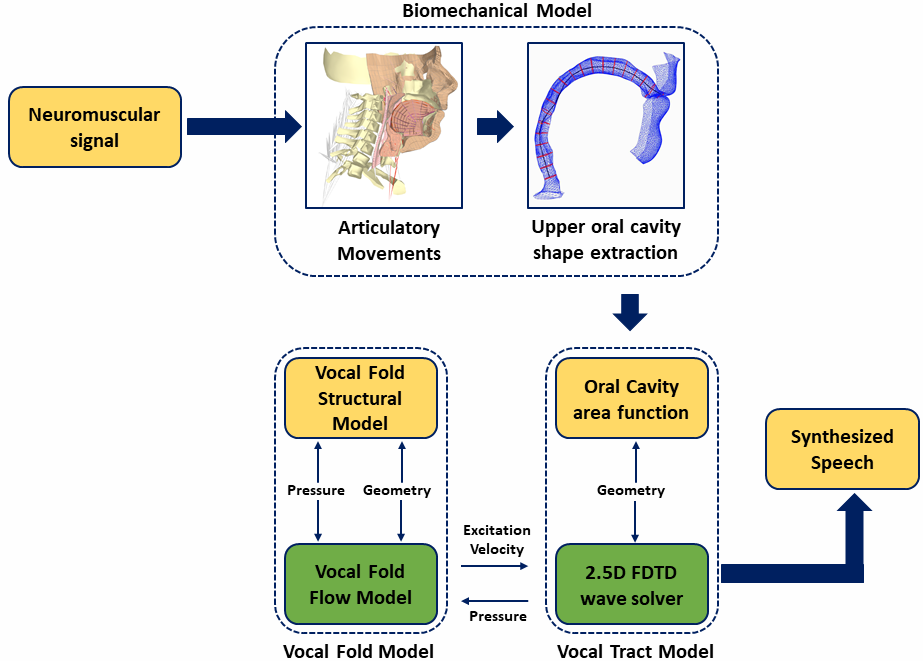 Biomechanical Model
Neuromuscular
signal
Articulatory
Movements
Upper oral cavity
shape extraction
Vocal Fold
Structural
Model
Pressure
Geometry
Vocal Fold
Flow Model
Vocal Fold Model
Excitation
Velocity
Pressure
Oral Cavity
area function
Geometry
2.5D FDTD
wave solver
Vocal Tract Model
Synthesized
Speech